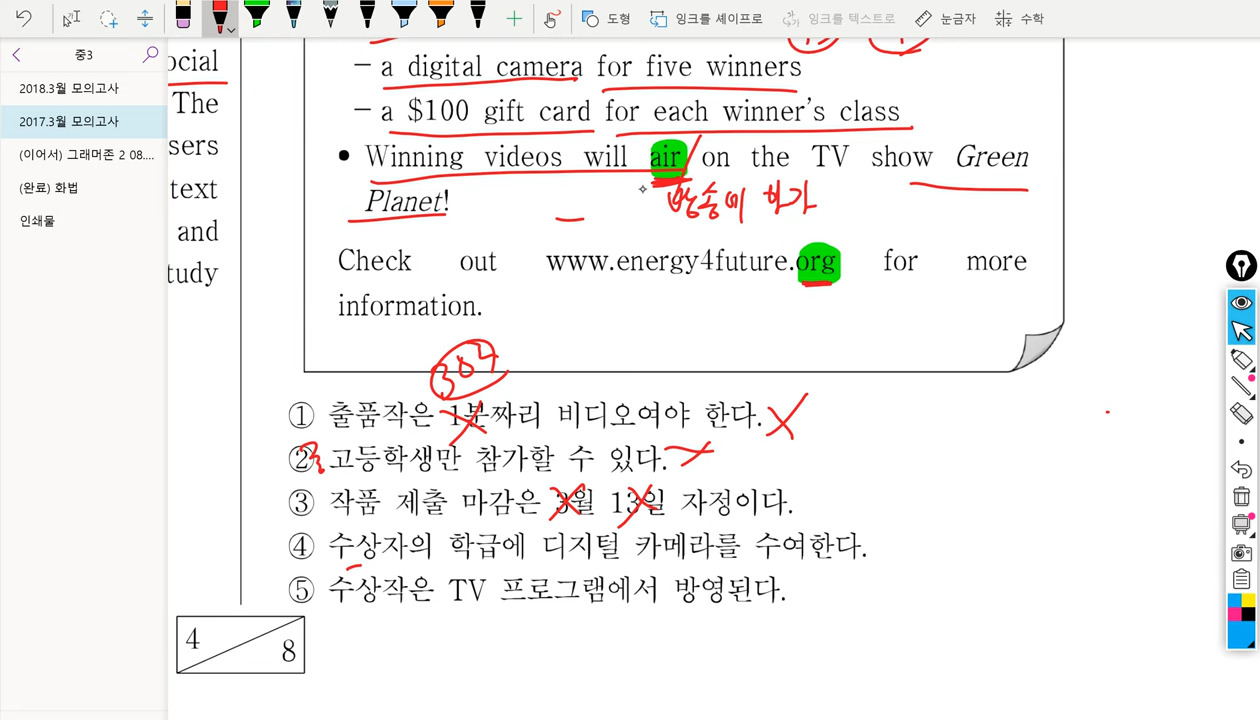 도형
잉크를 셰이프로
잉크를 텍스트로
눈금자
수학
중3
2018.3월 모의고사
2017.3월 모의고사
(이어서) 그래머존 2 08....
(완료) 화법
인쇄물
ocial
The
sers
text
and
tudy
- a digital camera for five winners
- a $100 gift card for each winner's class
• Winning videos will air on the TV show Green
Planet!
방송에
Check out www.energy4future.org for more
information.
① 출품작은 1분짜리 비디오여야 한다.
② 고등학생만 참가할 수 있다.
③ 작품 제출 마감은 3월 13일 자정이다.
④ 수상자의 학급에 디지털 카메라를 수여한다.
⑤ 수상작은 TV 프로그램에서 방영된다.
4
8